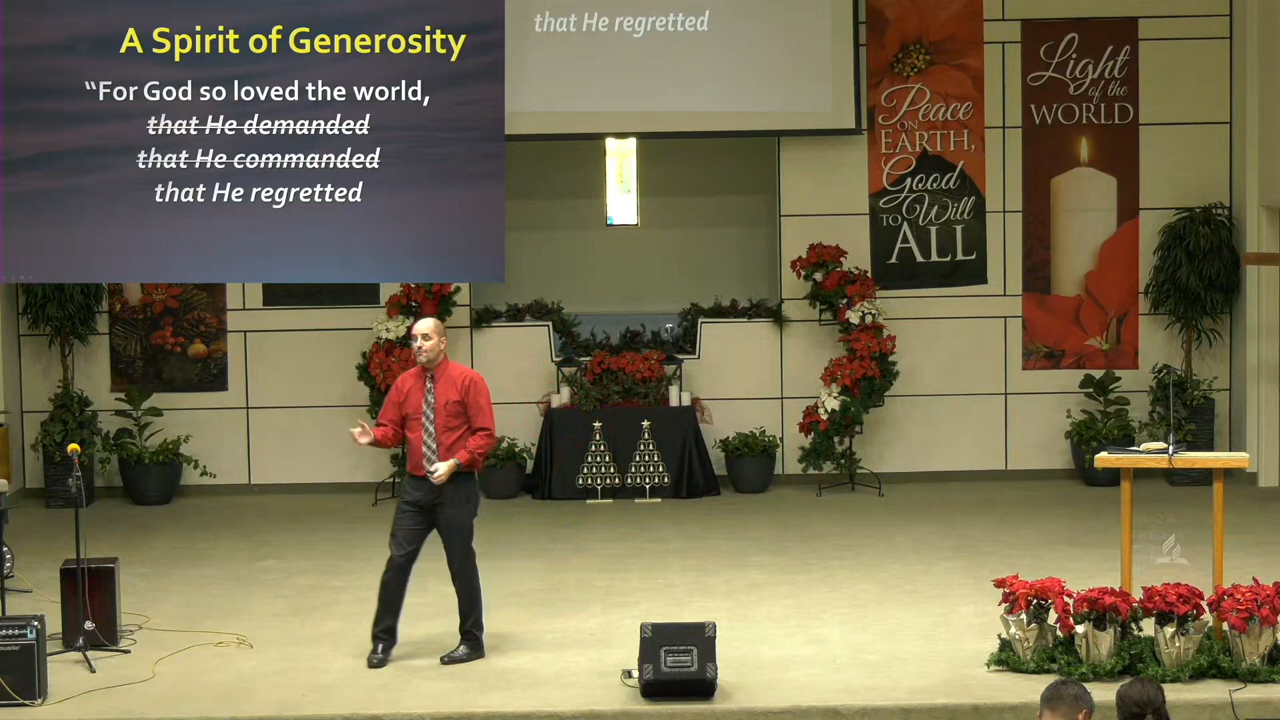 A Spirit of Generosity
“For God so loved the world,
that He demanded
that He commanded
that He regretted
that He regretted
Peace
ON
EARTH,
Good
TO Will
ALL
Light
of the
WORLD